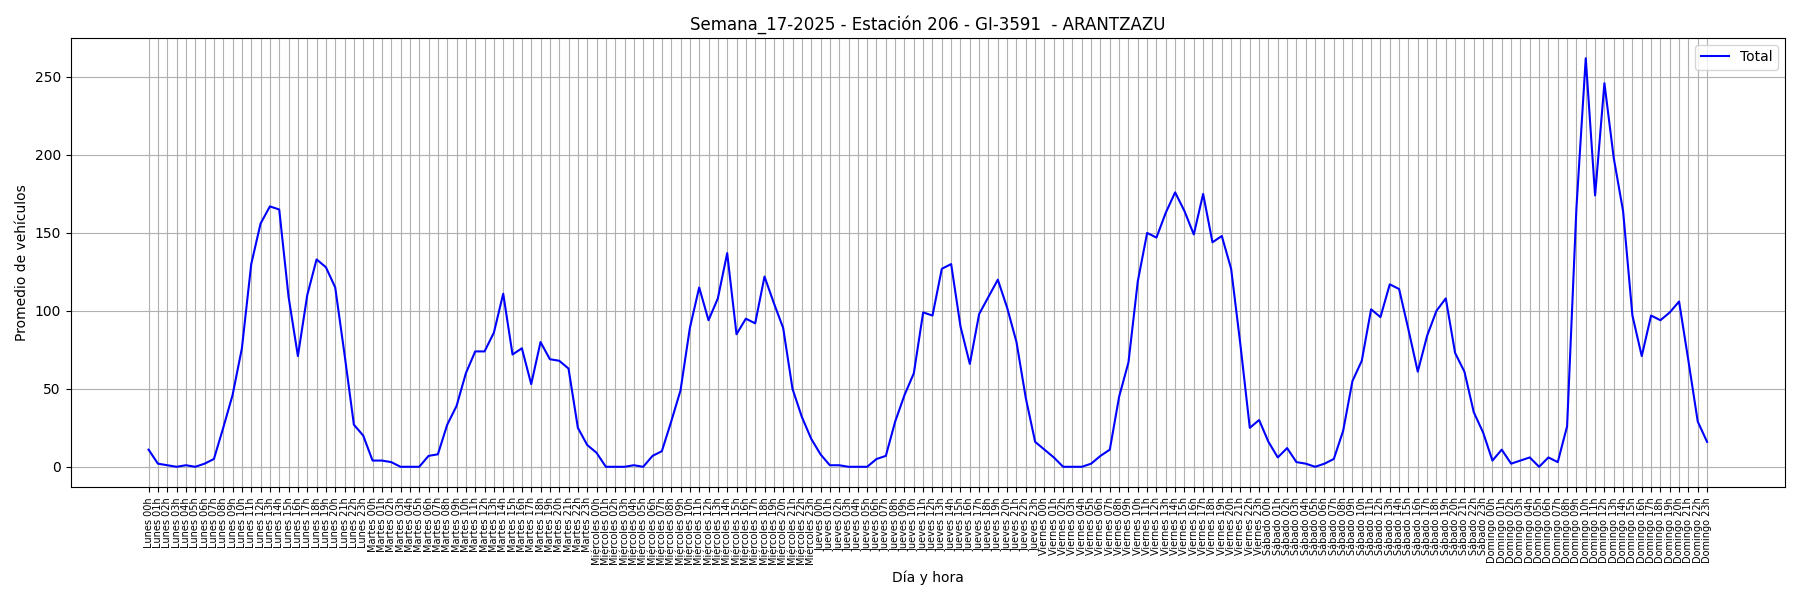 Semana_17-2025 - Estación 206 - GI-3591  - ARANTZAZU
Total
Promedio de vehículos
250
200
150
100
50
0
Lunes 00h
Lunes 01h
Lunes 02h
Lunes 03h
Lunes 04h
Lunes 05h
Lunes 06h
Lunes 07h
Lunes 08h
Lunes 09h
Lunes 10h
Lunes 11h
Lunes 12h
Lunes 13h
Lunes 14h
Lunes 15h
Lunes 16h
Lunes 17h
Lunes 18h
Lunes 19h
Lunes 20h
Lunes 21h
Lunes 22h
Lunes 23h
Martes 00h
Martes 01h
Martes 02h
Martes 03h
Martes 04h
Martes 05h
Martes 06h
Martes 07h
Martes 08h
Martes 09h
Martes 10h
Martes 11h
Martes 12h
Martes 13h
Martes 14h
Martes 15h
Martes 16h
Martes 17h
Martes 18h
Martes 19h
Martes 20h
Martes 21h
Martes 22h
Martes 23h
Miércoles 00h
Miércoles 01h
Miércoles 02h
Miércoles 03h
Miércoles 04h
Miércoles 05h
Miércoles 06h
Miércoles 07h
Miércoles 08h
Miércoles 09h
Miércoles 10h
Miércoles 11h
Miércoles 12h
Miércoles 13h
Miércoles 14h
Miércoles 15h
Miércoles 16h
Miércoles 17h
Miércoles 18h
Miércoles 19h
Miércoles 20h
Miércoles 21h
Miércoles 22h
Miércoles 23h
Jueves 00h
Jueves 01h
Jueves 02h
Jueves 03h
Jueves 04h
Jueves 05h
Jueves 06h
Jueves 07h
Jueves 08h
Jueves 09h
Jueves 10h
Jueves 11h
Jueves 12h
Jueves 13h
Jueves 14h
Jueves 15h
Jueves 16h
Jueves 17h
Jueves 18h
Jueves 19h
Jueves 20h
Jueves 21h
Jueves 22h
Jueves 23h
Viernes 00h
Viernes 01h
Viernes 02h
Viernes 03h
Viernes 04h
Viernes 05h
Viernes 06h
Viernes 07h
Viernes 08h
Viernes 09h
Viernes 10h
Viernes 11h
Viernes 12h
Viernes 13h
Viernes 14h
Viernes 15h
Viernes 16h
Viernes 17h
Viernes 18h
Viernes 19h
Viernes 20h
Viernes 21h
Viernes 22h
Viernes 23h
Sábado 00h
Sábado 01h
Sábado 02h
Sábado 03h
Sábado 04h
Sábado 05h
Sábado 06h
Sábado 07h
Sábado 08h
Sábado 09h
Sábado 10h
Sábado 11h
Sábado 12h
Sábado 13h
Sábado 14h
Sábado 15h
Sábado 16h
Sábado 17h
Sábado 18h
Sábado 19h
Sábado 20h
Sábado 21h
Sábado 22h
Sábado 23h
Domingo 00h
Domingo 01h
Domingo 02h
Domingo 03h
Domingo 04h
Domingo 05h
Domingo 06h
Domingo 07h
Domingo 08h
Domingo 09h
Domingo 10h
Domingo 11h
Domingo 12h
Domingo 13h
Domingo 14h
Domingo 15h
Domingo 16h
Domingo 17h
Domingo 18h
Domingo 19h
Domingo 20h
Domingo 21h
Domingo 22h
Domingo 23h
Día y hora